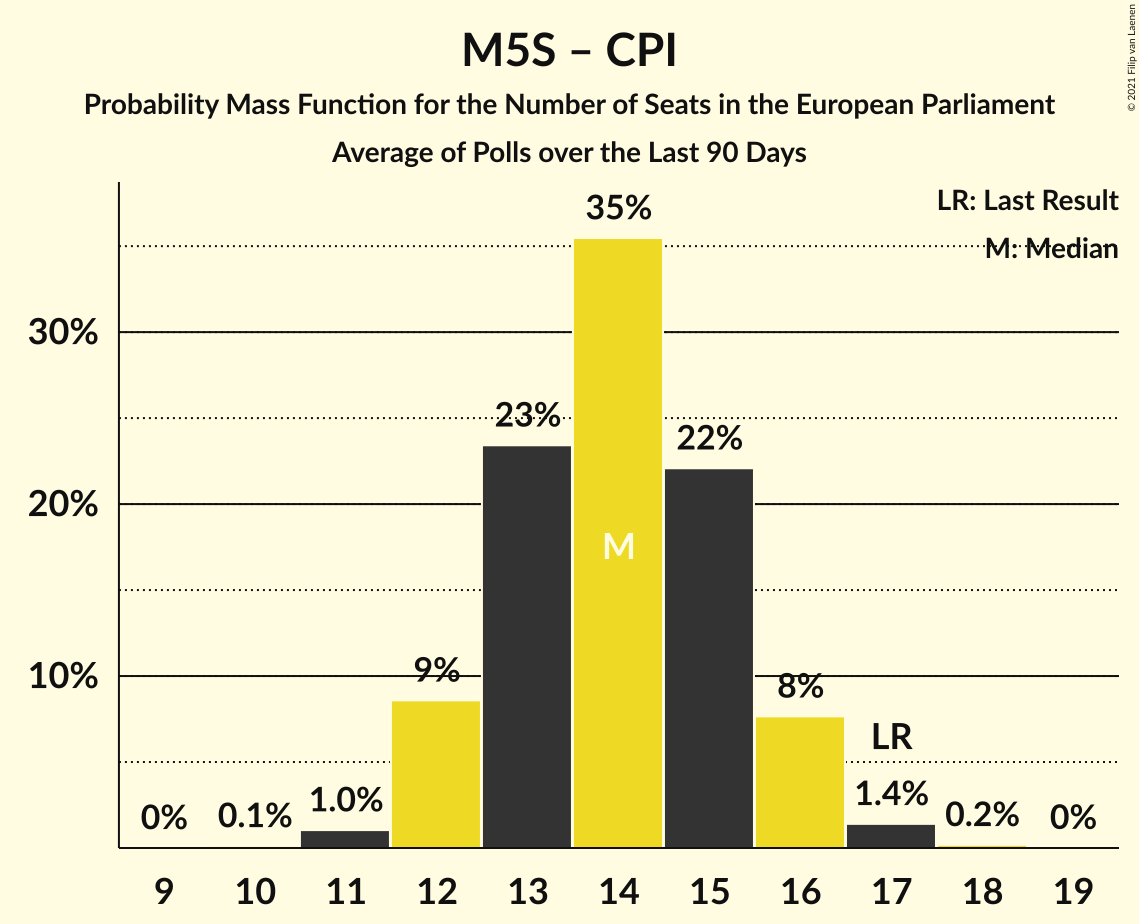 M5S – CPI
Probability Mass Function for the Number of Seats in the European Parliament
Average of Polls over the Last 90 Days
© 2021 Filip van Laenen
LR: Last Result
M: Median
35%
30%
23%
22%
20%
M
10%
9%
8%
LR
0%
0.1%
1.0%
1.4%
0.2%
0%
9 10 11 12 13 14 15 16 17 18 19